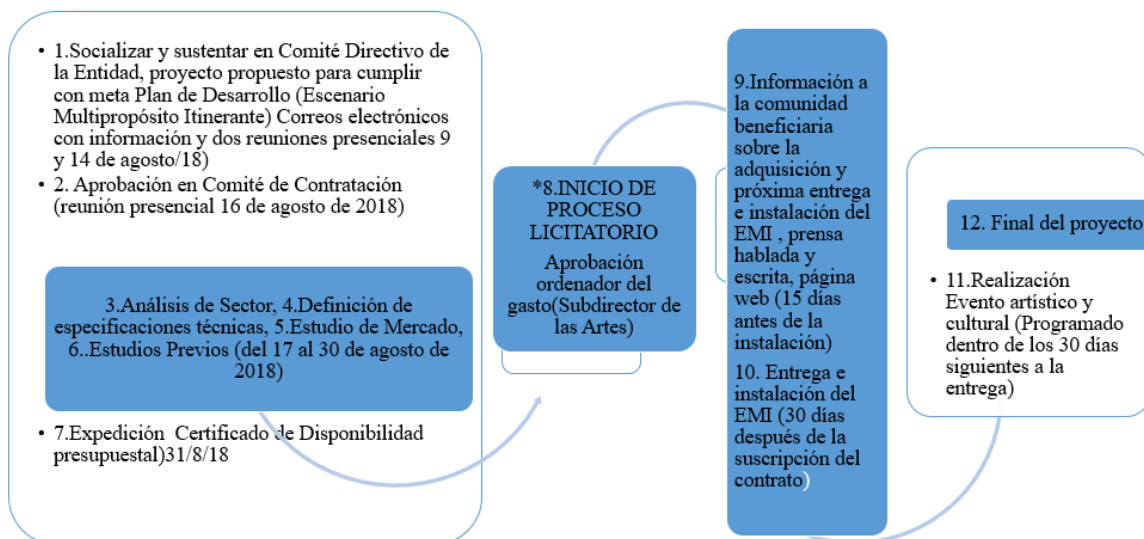 • 1.Socializar y sustentar en Comité Directivo de
la Entidad, proyecto propuesto para cumplir
con meta Plan de Desarrollo (Escenario
Multipropósito Itinerante) Correos electrónicos
con información y dos reuniones presenciales 9
y 14 de agosto/18)
• 2. Aprobación en Comité de Contratación
(reunión presencial 16 de agosto de 2018)
3.Análisis de Sector, 4.Definición de
especificaciones técnicas, 5.Estudio de Mercado,
6..Estudios Previos (del 17 al 30 de agosto de
2018)
• 7.Expedición Certificado de Disponibilidad
presupuestal)31/8/18
*8.INICIO DE
PROCESO
LICITATORIO
Aprobación
ordenador del
gasto(Subdirector de
las Artes)
9.Información a
la comunidad
beneficiaria
sobre la
adquisición y
próxima entrega
e instalación del
EMI , prensa
hablada y
escrita, página
web (15 días
antes de la
instalación)
10. Entrega e
instalación del
EMI (30 días
después de la
suscripción del
contrato)
12. Final del proyecto
• 11.Realización
Evento artístico y
cultural (Programado
dentro de los 30 días
siguientes a la
entrega)